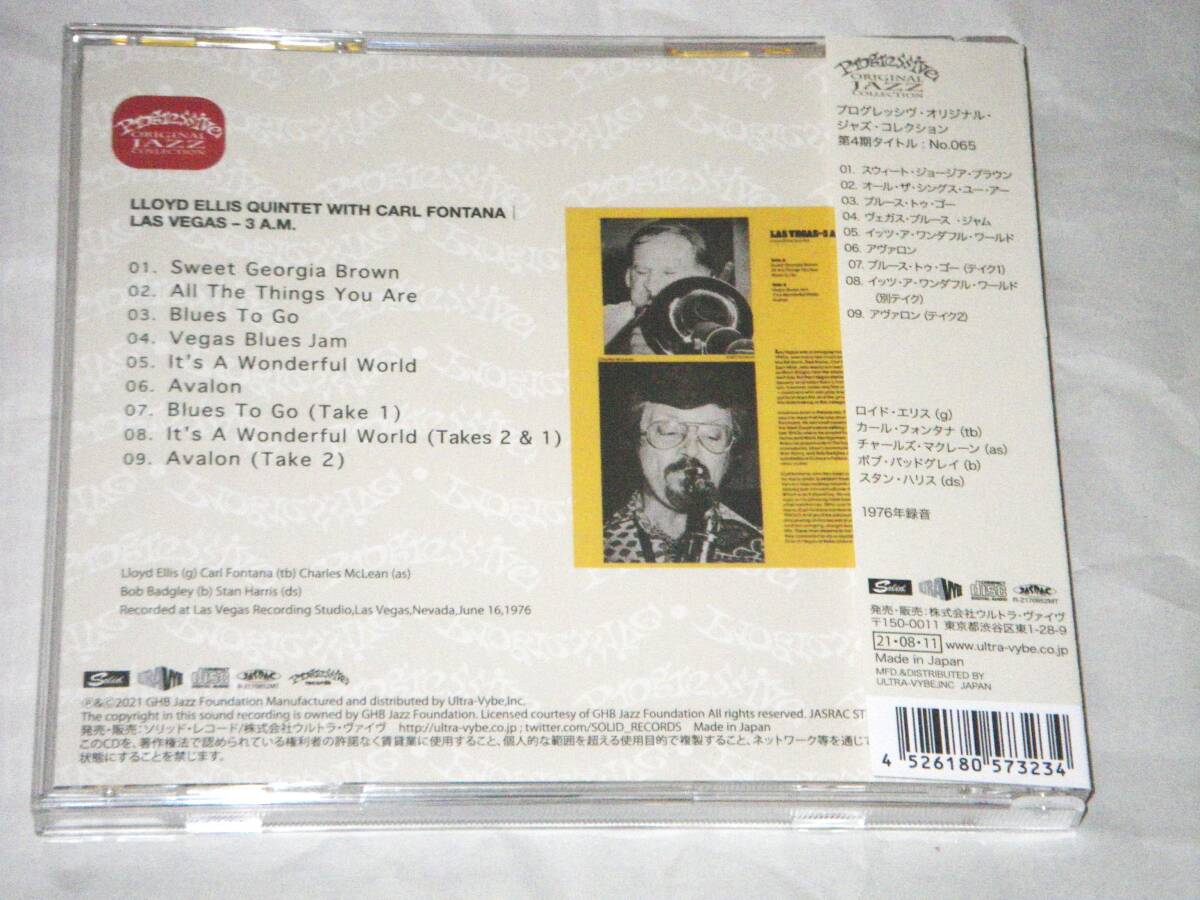 Progressive
ORIGINAL
JAZZ
COLLECTION
LLOYD ELLIS QUINTET WITH CARL FONTANA |
LAS VEGAS – 3 A.M.
01. Sweet Georgia Brown
02. All The Things You Are
03. Blues To Go
04. Vegas Blues Jam
05. It's A Wonderful World
06. Avalon
07. Blues To Go (Take 1)
08. It's A Wonderful World (Takes 2 & 1)
09. Avalon (Take 2)
Lloyd Ellis (g) Carl Fontana (tb) Charles McLean (as)
Bob Badgley (b) Stan Harris (ds)
Recorded at Las Vegas Recording Studio,Las Vegas,Nevada,June 16,1976
Solid ULTRA-VYBE DISC DIGITAL AUDIO JASRAC Progressive records
℗&©2021 GHB Jazz Foundation Manufactured and distributed by Ultra-Vybe,Inc.
The copyright in this sound recording is owned by GHB Jazz Foundation. Licensed courtesy of GHB Jazz Foundation All rights reserved. JASRAC ST
発売・販売:ソリッド・レコード/株式会社ウルトラ・ヴァイヴ http://ultra-vybe.co.jp ; twitter.com/SOLID_RECORDS Made in Japan
このCDを、著作権法で認められている権利者の許諾なく賃貸業に使用すること、個人的な範囲を超える使用目的で複製すること、ネットワーク等を通じて
状態にすることを禁じます。
LAS VEGAS–3 A
Progressive
ORIGINAL
JAZZ
COLLECTION
プログレッシヴ・オリジナル・
ジャズ・コレクション
第4期タイトル:No.065
01. スウィート・ジョージア・ブラウン
02. オール・ザ・シングス・ユー・アー
03. ブルース・トゥ・ゴー
04. ヴェガス・ブルース・ジャム
05. イッツ・ア・ワンダフル・ワールド
06. アヴァロン
07. ブルース・トゥ・ゴー (テイク1)
08. イッツ・ア・ワンダフル・ワールド
(別テイク)
09. アヴァロン (テイク2)
ロイド・エリス (g)
カール・フォンタナ (tb)
チャールズ・マクレーン (as)
ボブ・バッドグレイ (b)
スタン・ハリス (ds)
1976年録音
Solid ULTRA-VYBE DISC DIGITAL AUDIO JASRAC
発売・販売:株式会社ウルトラ・ヴァイヴ
〒150-0011 東京都渋谷区東1-28-9
21・08・11 www.ultra-vybe.co.jp
Made in Japan
MFD.&DISTRIBUTED BY
ULTRA-VYBE,INC JAPAN
4 526180 573234